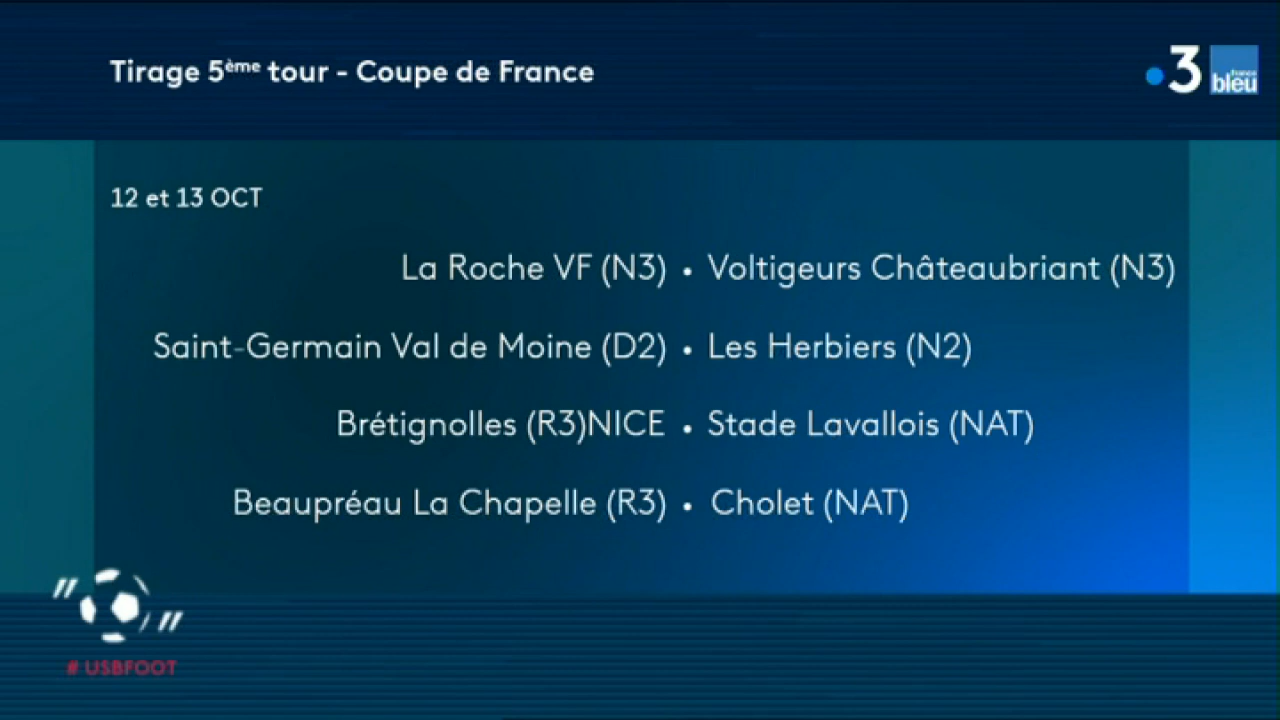 Tirage 5ème tour - Coupe de France
3 france bleu
12 et 13 OCT
La Roche VF (N3) • Voltigeurs Châteaubriant (N3)
Saint-Germain Val de Moine (D2) • Les Herbiers (N2)
Brétignolles (R3)NICE • Stade Lavallois (NAT)
Beaupréau La Chapelle (R3) • Cholet (NAT)
# USBFOOT